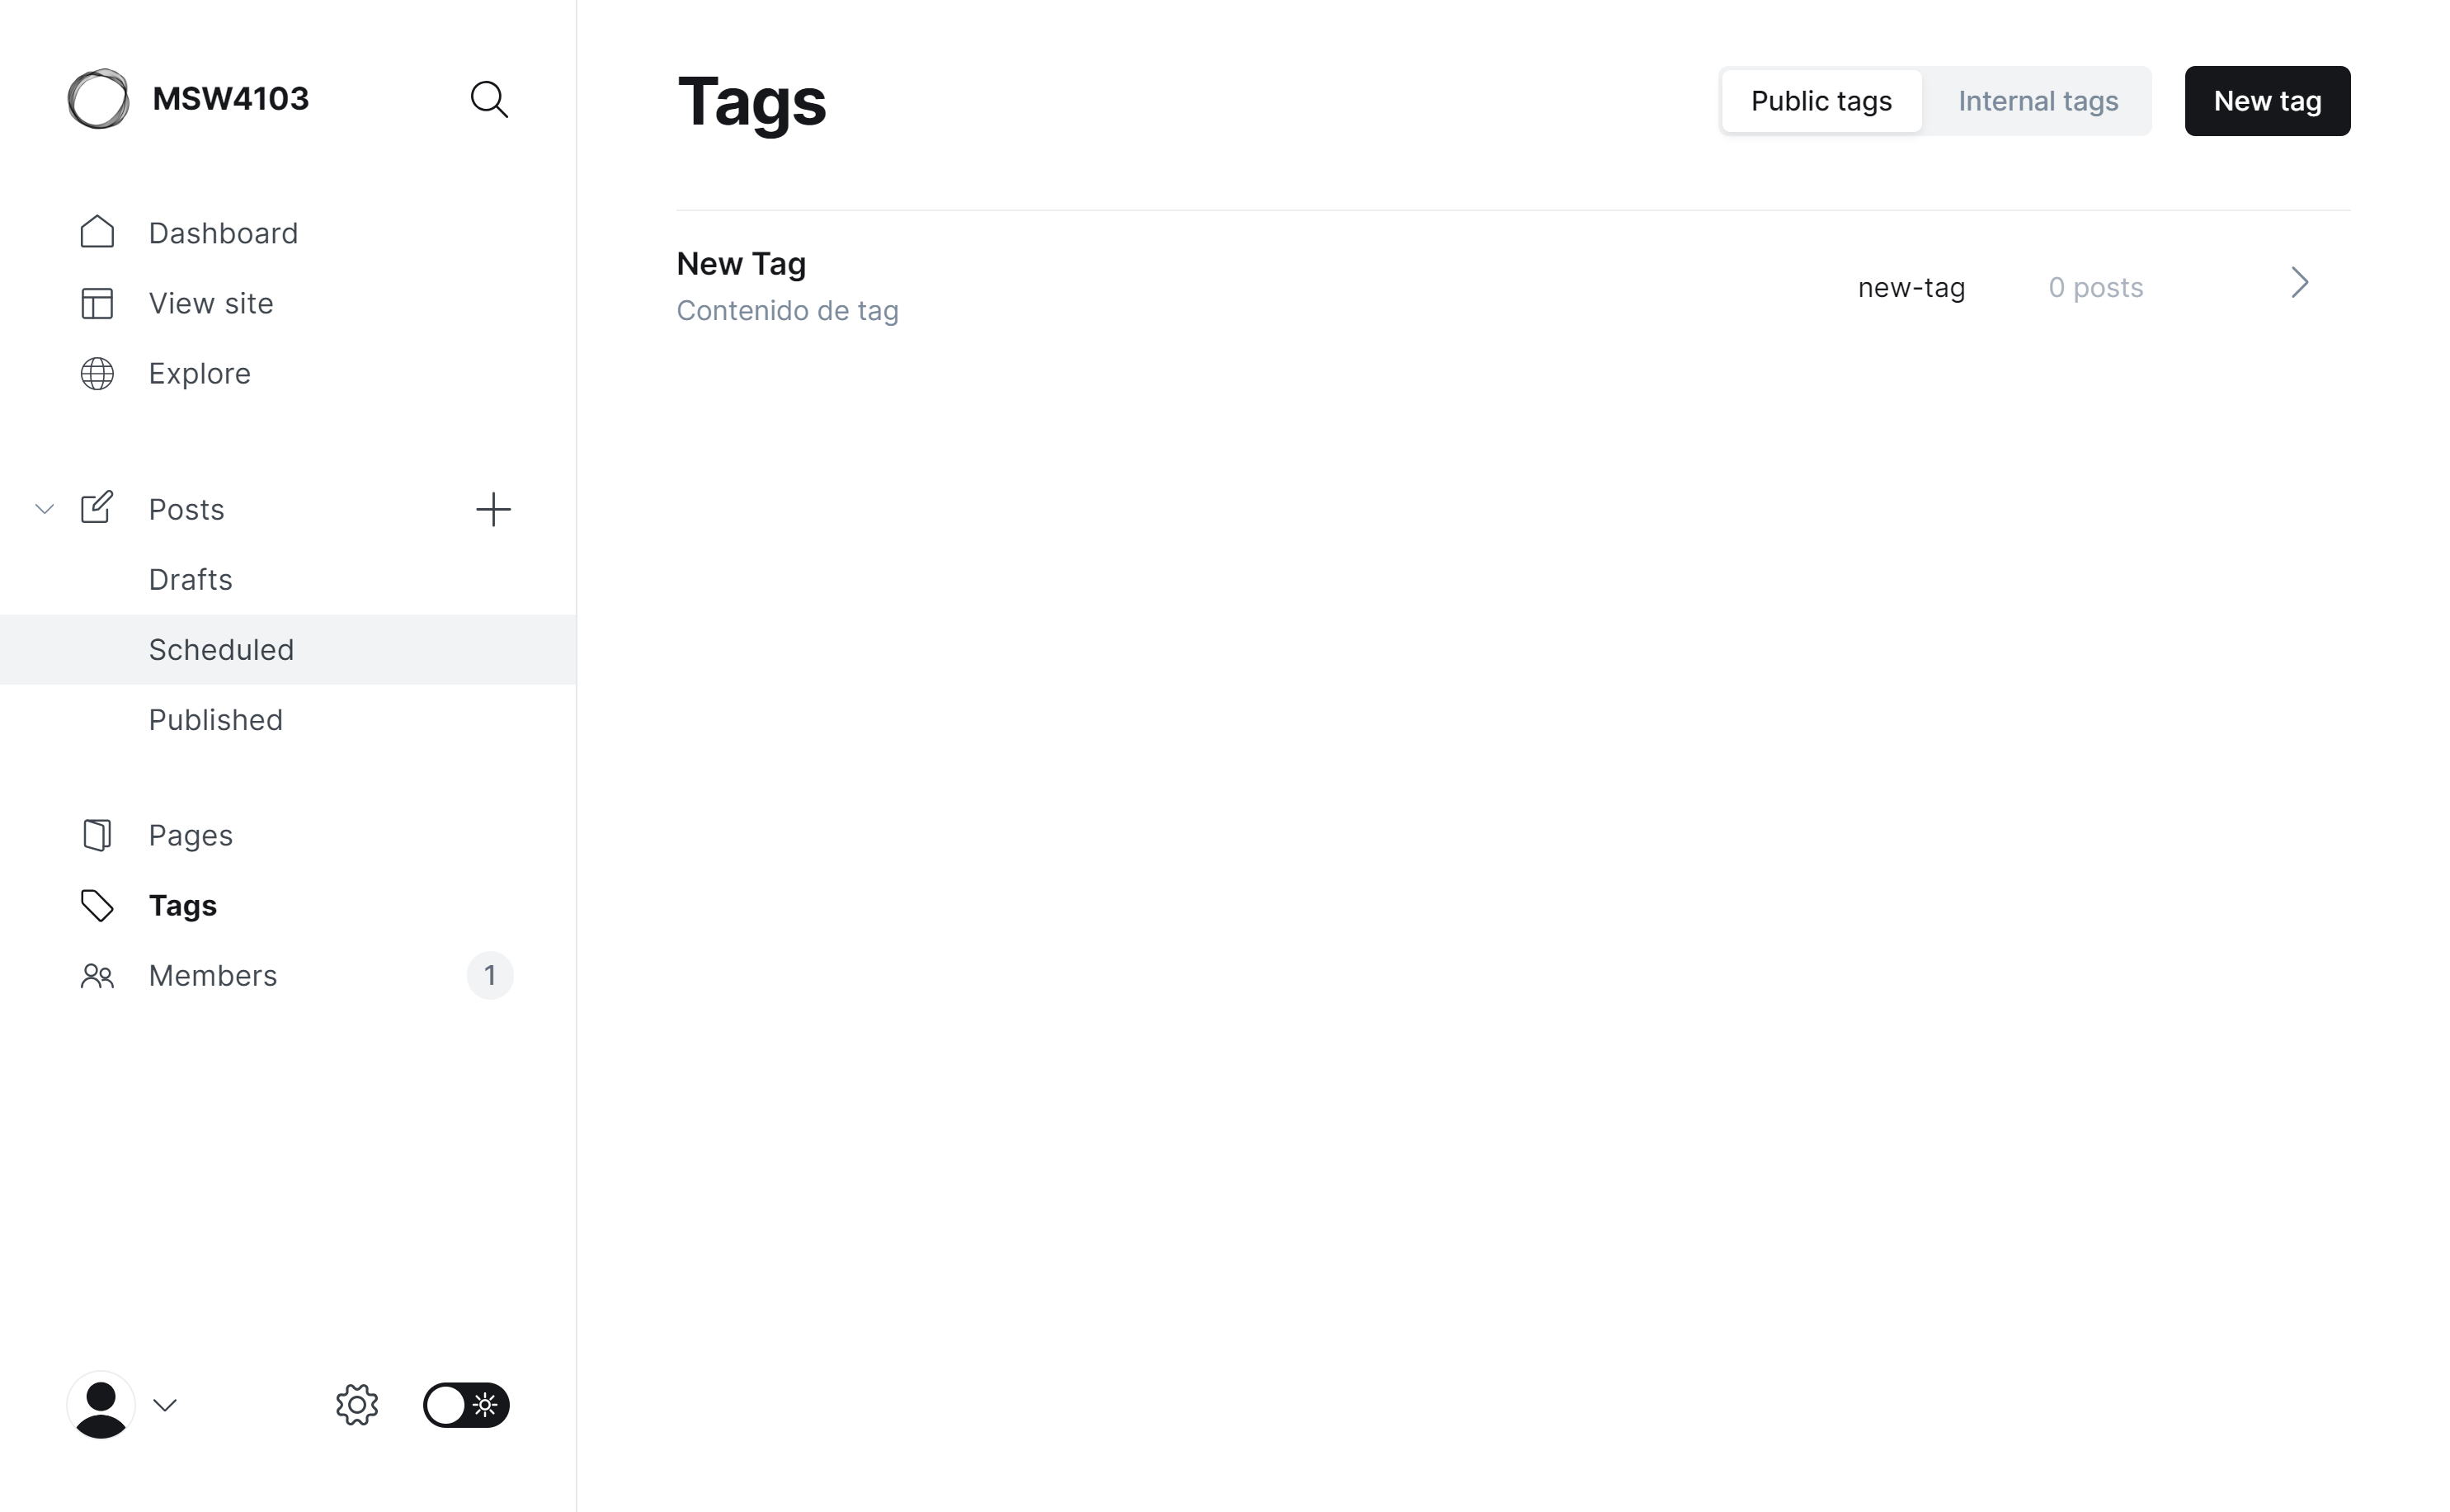 MSW4103
Dashboard
View site
Explore
Posts
Drafts
Scheduled
Published
Pages
Tags
Members 1
Tags
Public tags Internal tags New tag
New Tag
Contenido de tag
new-tag 0 posts